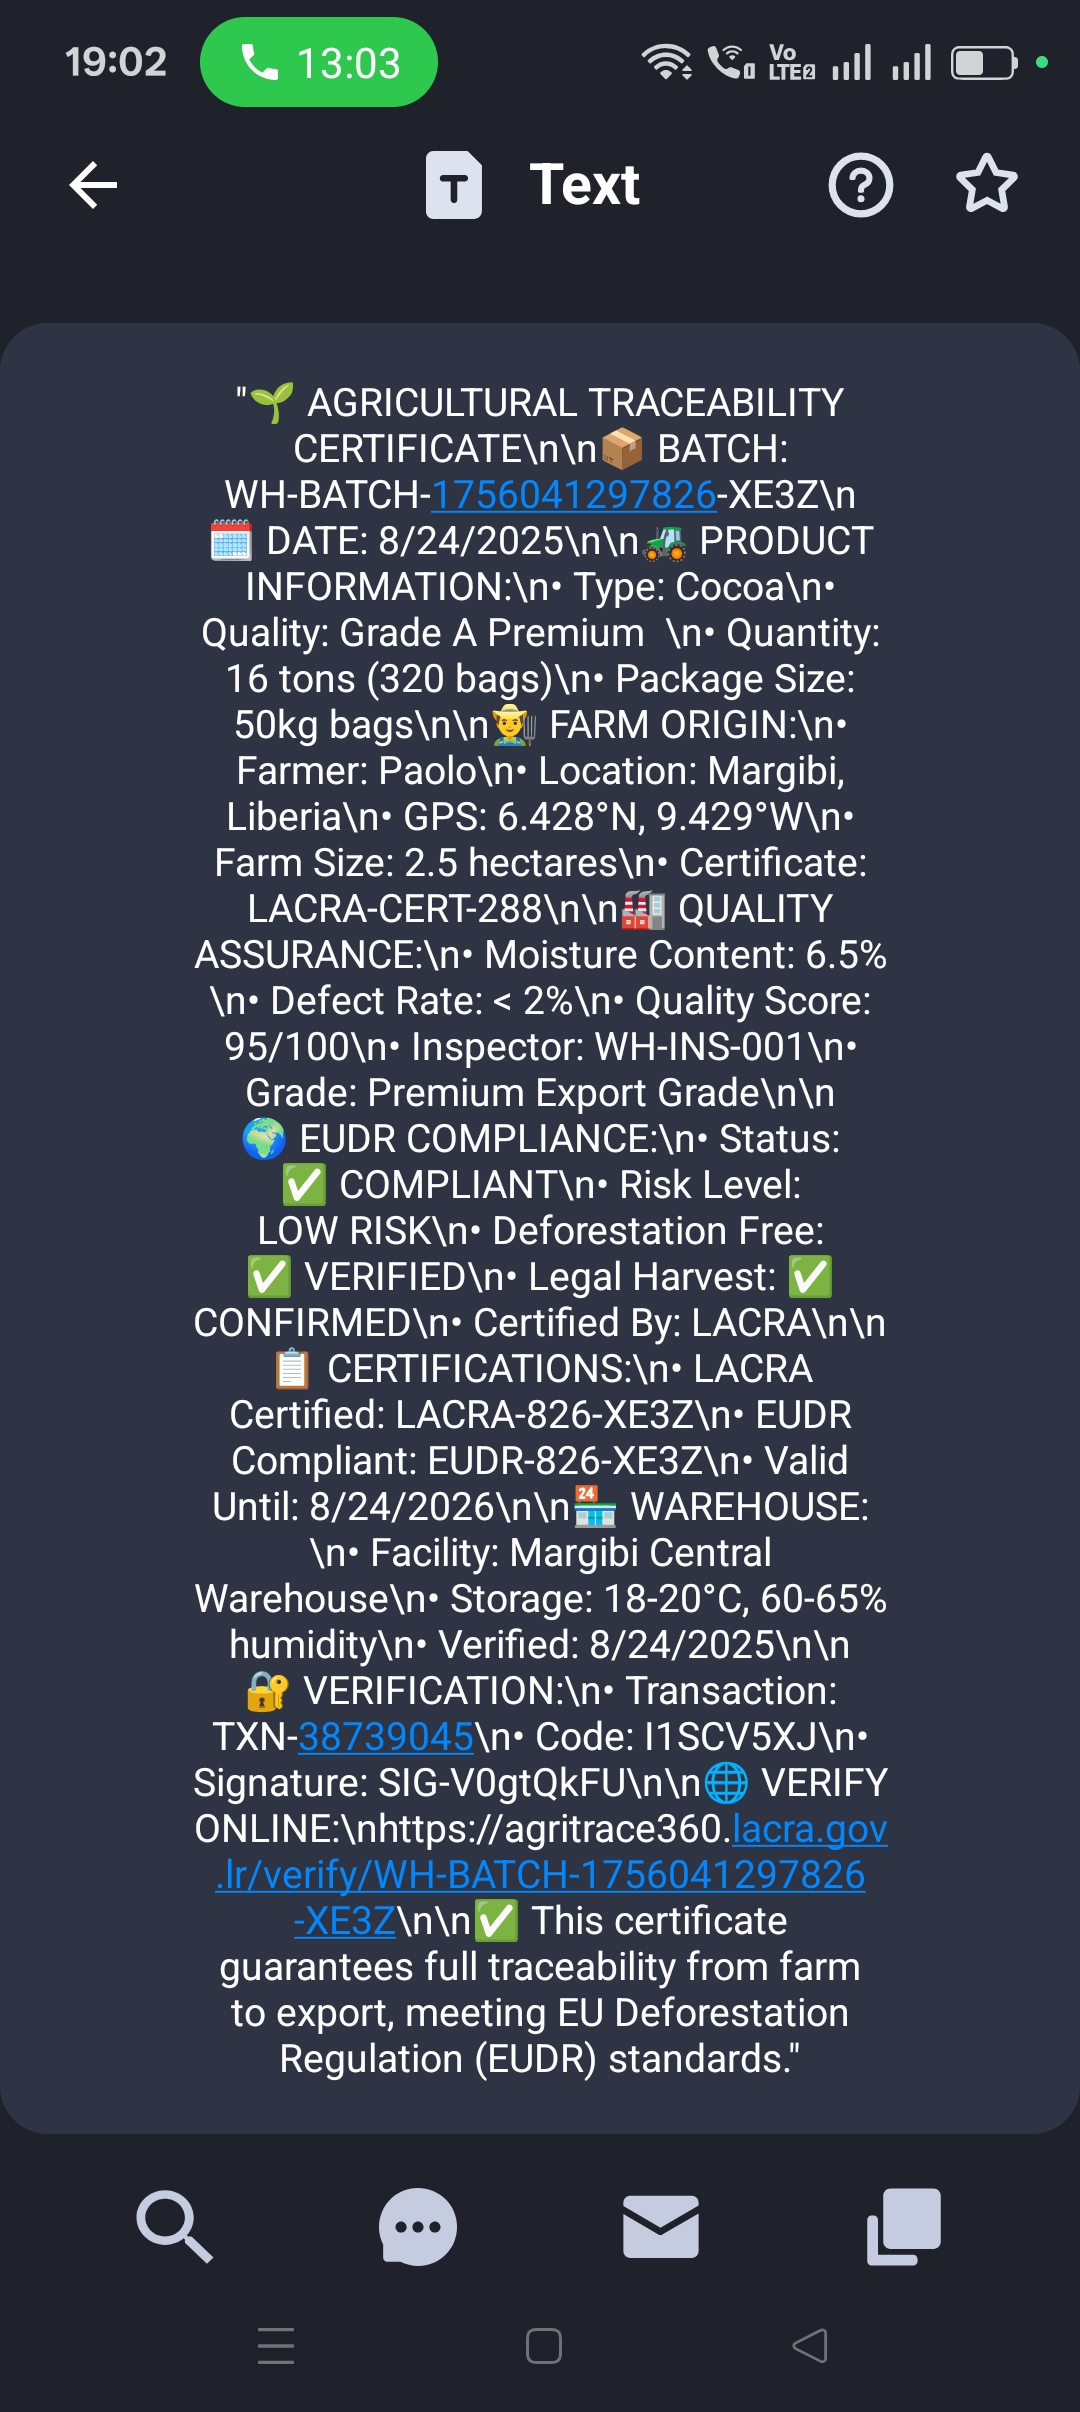 19:02
13:03
Vo
LTE2
Text
"🌱 AGRICULTURAL TRACEABILITY
CERTIFICATE\n\n📦 BATCH:
WH-BATCH-1756041297826-XE3Z\n
🗓️ DATE: 8/24/2025\n\n🚜 PRODUCT
INFORMATION:\n• Type: Cocoa\n•
Quality: Grade A Premium  \n• Quantity:
16 tons (320 bags)\n• Package Size:
50kg bags\n\n👨‍🌾 FARM ORIGIN:\n•
Farmer: Paolo\n• Location: Margibi,
Liberia\n• GPS: 6.428°N, 9.429°W\n•
Farm Size: 2.5 hectares\n• Certificate:
LACRA-CERT-288\n\n🏭 QUALITY
ASSURANCE:\n• Moisture Content: 6.5%
\n• Defect Rate: < 2%\n• Quality Score:
95/100\n• Inspector: WH-INS-001\n•
Grade: Premium Export Grade\n\n
🌍 EUDR COMPLIANCE:\n• Status:
✅ COMPLIANT\n• Risk Level:
LOW RISK\n• Deforestation Free:
✅ VERIFIED\n• Legal Harvest: ✅
CONFIRMED\n• Certified By: LACRA\n\n
📋 CERTIFICATIONS:\n• LACRA
Certified: LACRA-826-XE3Z\n• EUDR
Compliant: EUDR-826-XE3Z\n• Valid
Until: 8/24/2026\n\n🏪 WAREHOUSE:
\n• Facility: Margibi Central
Warehouse\n• Storage: 18-20°C, 60-65%
humidity\n• Verified: 8/24/2025\n\n
🔐 VERIFICATION:\n• Transaction:
TXN-38739045\n• Code: I1SCV5XJ\n•
Signature: SIG-V0gtQkFU\n\n🌐 VERIFY
ONLINE:\nhttps://agritrace360.lacra.gov
.lr/verify/WH-BATCH-1756041297826
-XE3Z\n\n✅ This certificate
guarantees full traceability from farm
to export, meeting EU Deforestation
Regulation (EUDR) standards."